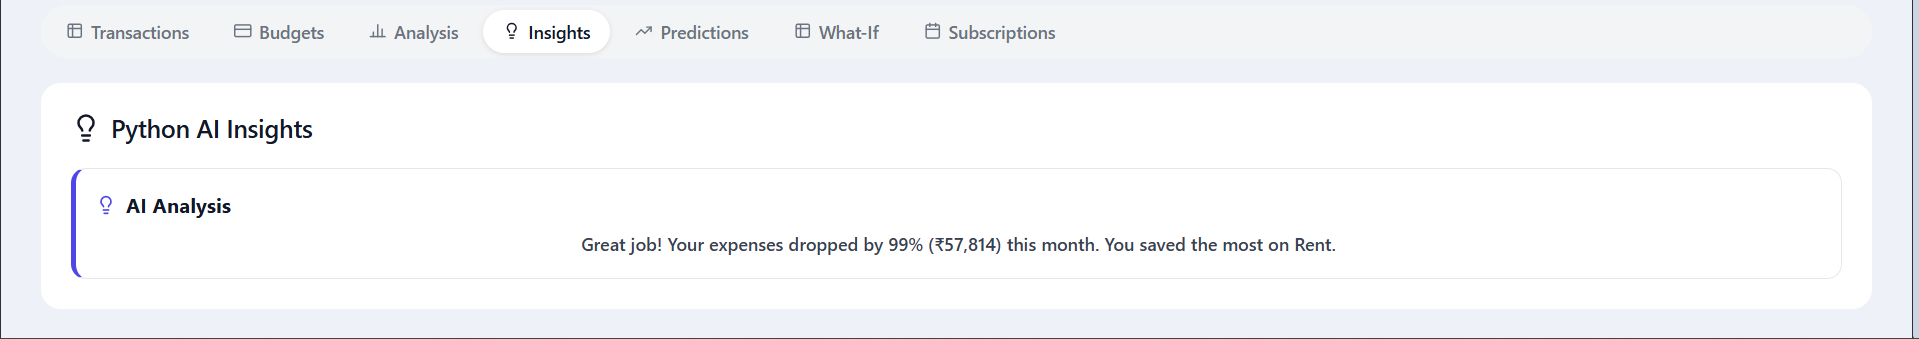 Transactions Budgets Analysis Insights Predictions What-If Subscriptions
Python AI Insights
AI Analysis
Great job! Your expenses dropped by 99% (₹57,814) this month. You saved the most on Rent.